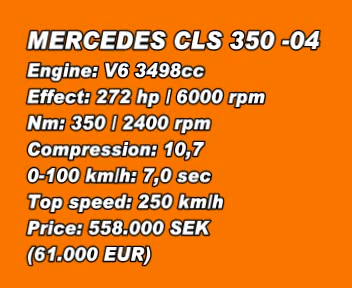 MERCEDES CLS 350 -04
Engine: V6 3498cc
Effect: 272 hp / 6000 rpm
Nm: 350 / 2400 rpm
Compression: 10,7
0-100 km/h: 7,0 sec
Top speed: 250 km/h
Price: 558.000 SEK
(61.000 EUR)